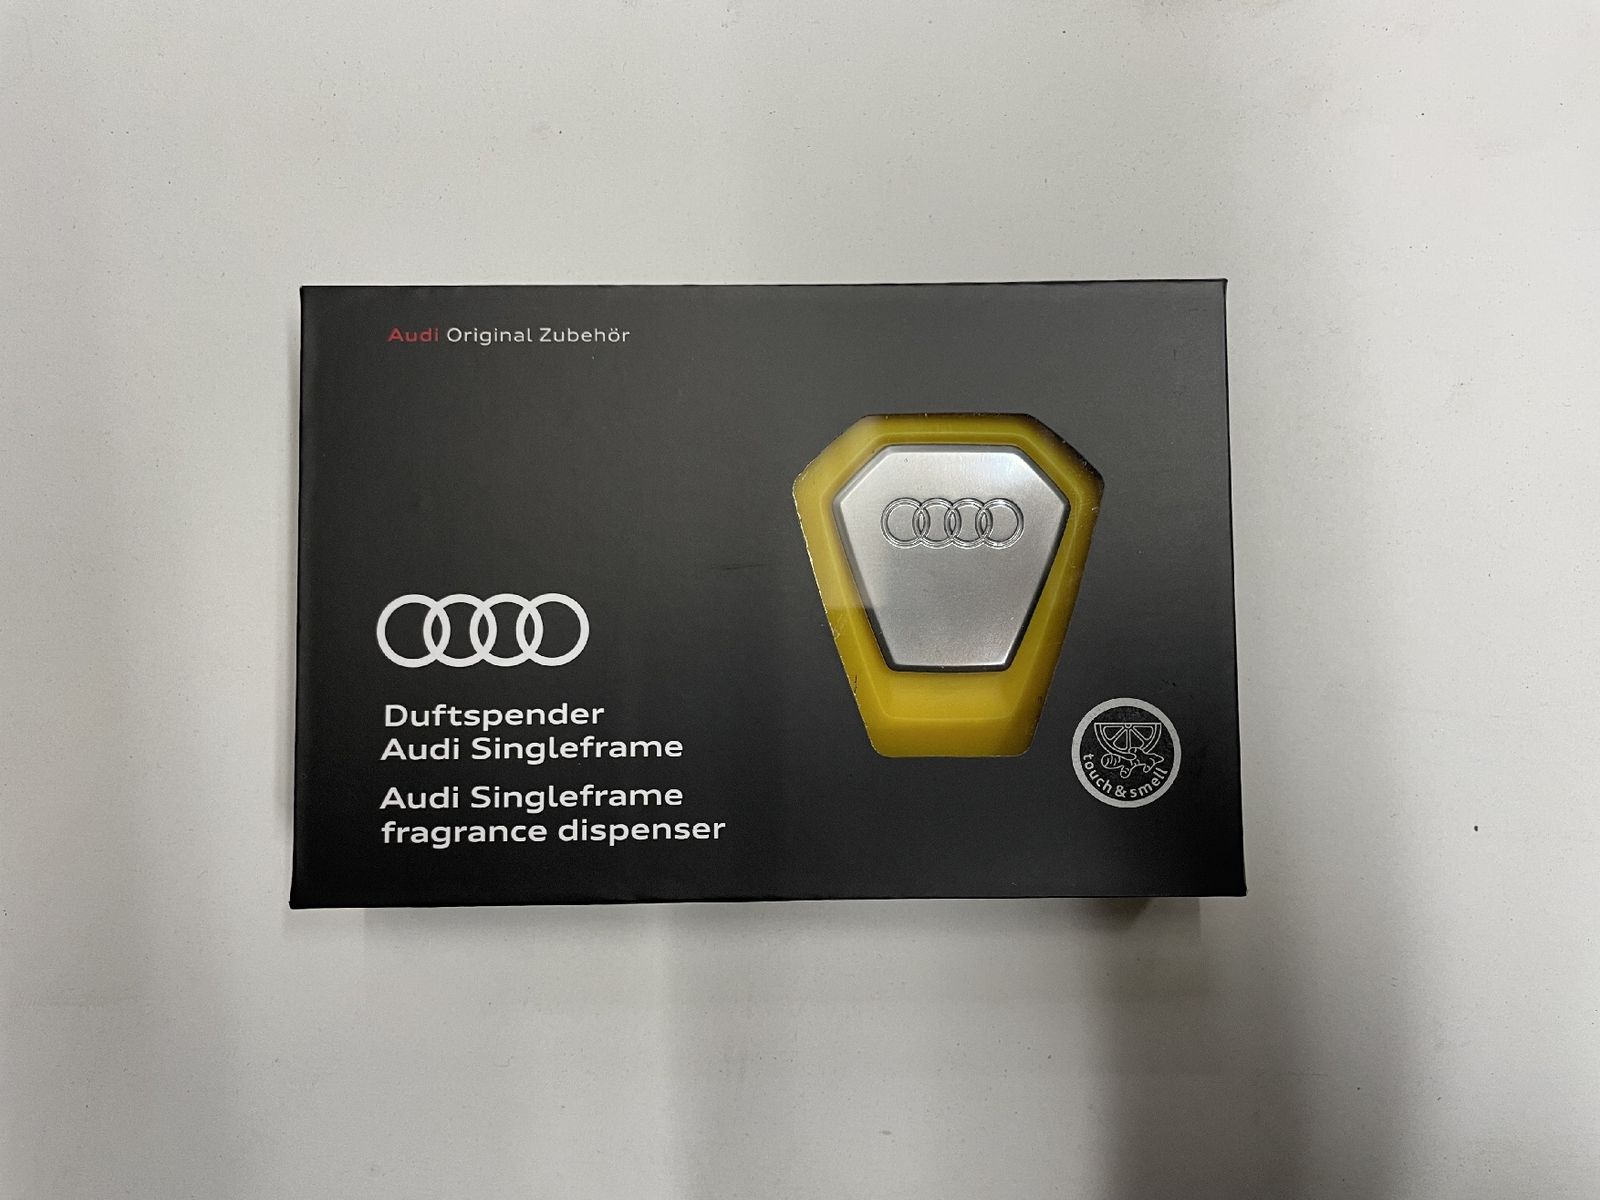 Audi Original Zubehör
Duftspender
Audi Singleframe
Audi Singleframe
fragrance dispenser
touch & smell